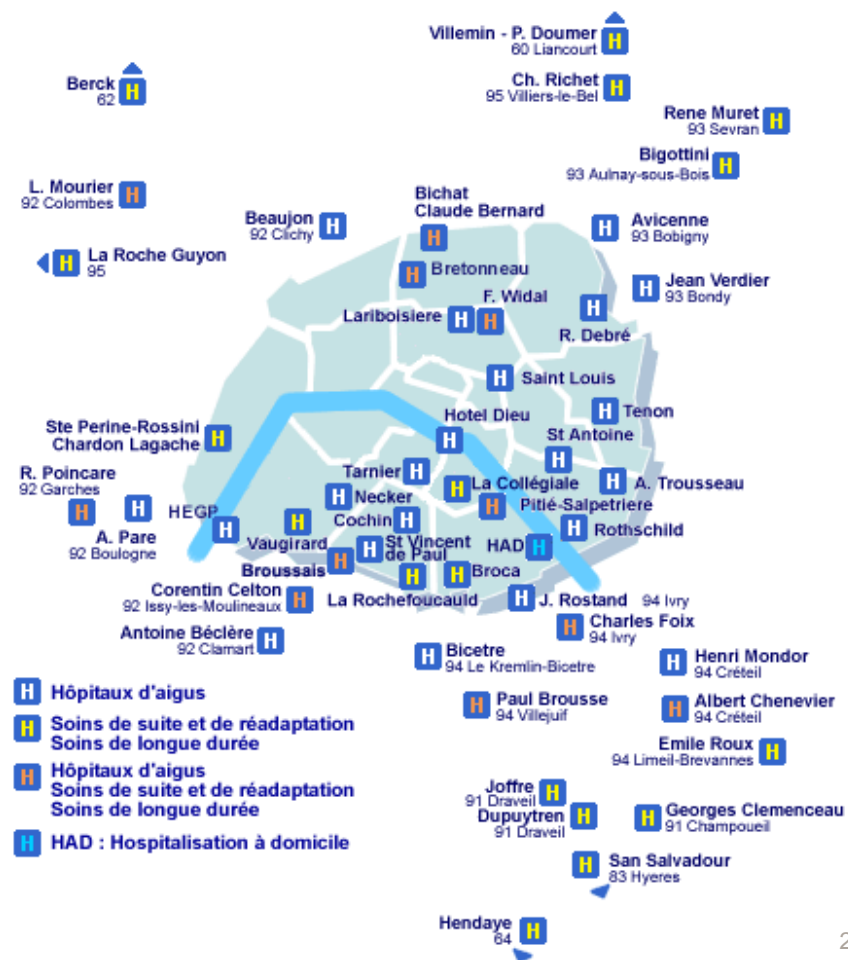 Villemin - P. Doumer
60 Liancourt
H
Berck
62
H
Ch. Richet
95 Villiers-le-Bel
H
Rene Muret
93 Sevran
H
Bigottini
93 Aulnay-sous-Bois
H
L. Mourier
92 Colombes
H
Beaujon
92 Clichy
H
Bichat
Claude Bernard
H
Avicenne
93 Bobigny
H
La Roche Guyon
95
H
Bretonneau
H
Jean Verdier
93 Bondy
H
F. Widal
H
Lariboisiere
H
R. Debré
H
Saint Louis
H
Hotel Dieu
H
Tenon
H
Ste Perine-Rossini
Chardon Lagache
H
St Antoine
H
R. Poincare
92 Garches
H
Tarnier
H
La Collégiale
H
A. Trousseau
H
Necker
H
Pitié-Salpetriere
H
A. Pare
92 Boulogne
H
HEGP
H
Vaugirard
H
Cochin
H
Rothschild
H
St Vincent
de Paul
H
HAD
H
Broussais
H
Broca
H
La Rochefoucauld
H
Corentin Celton
92 Issy-les-Moulineaux
H
J. Rostand 94 Ivry
H
Charles Foix
94 Ivry
H
Antoine Béclère
92 Clamart
H
Bicetre
94 Le Kremlin-Bicetre
H
Henri Mondor
94 Créteil
H
Paul Brousse
94 Villejuif
H
Albert Chenevier
94 Créteil
H
Emile Roux
94 Limeil-Brevannes
H
Joffre
91 Draveil
H
Dupuytren
91 Draveil
H
Georges Clemenceau
91 Champoueil
H
San Salvadour
83 Hyeres
H
Hendaye
64
H
H Hôpitaux d'aigus
H Soins de suite et de réadaptation
Soins de longue durée
H Hôpitaux d'aigus
Soins de suite et de réadaptation
Soins de longue durée
H HAD : Hospitalisation à domicile
2